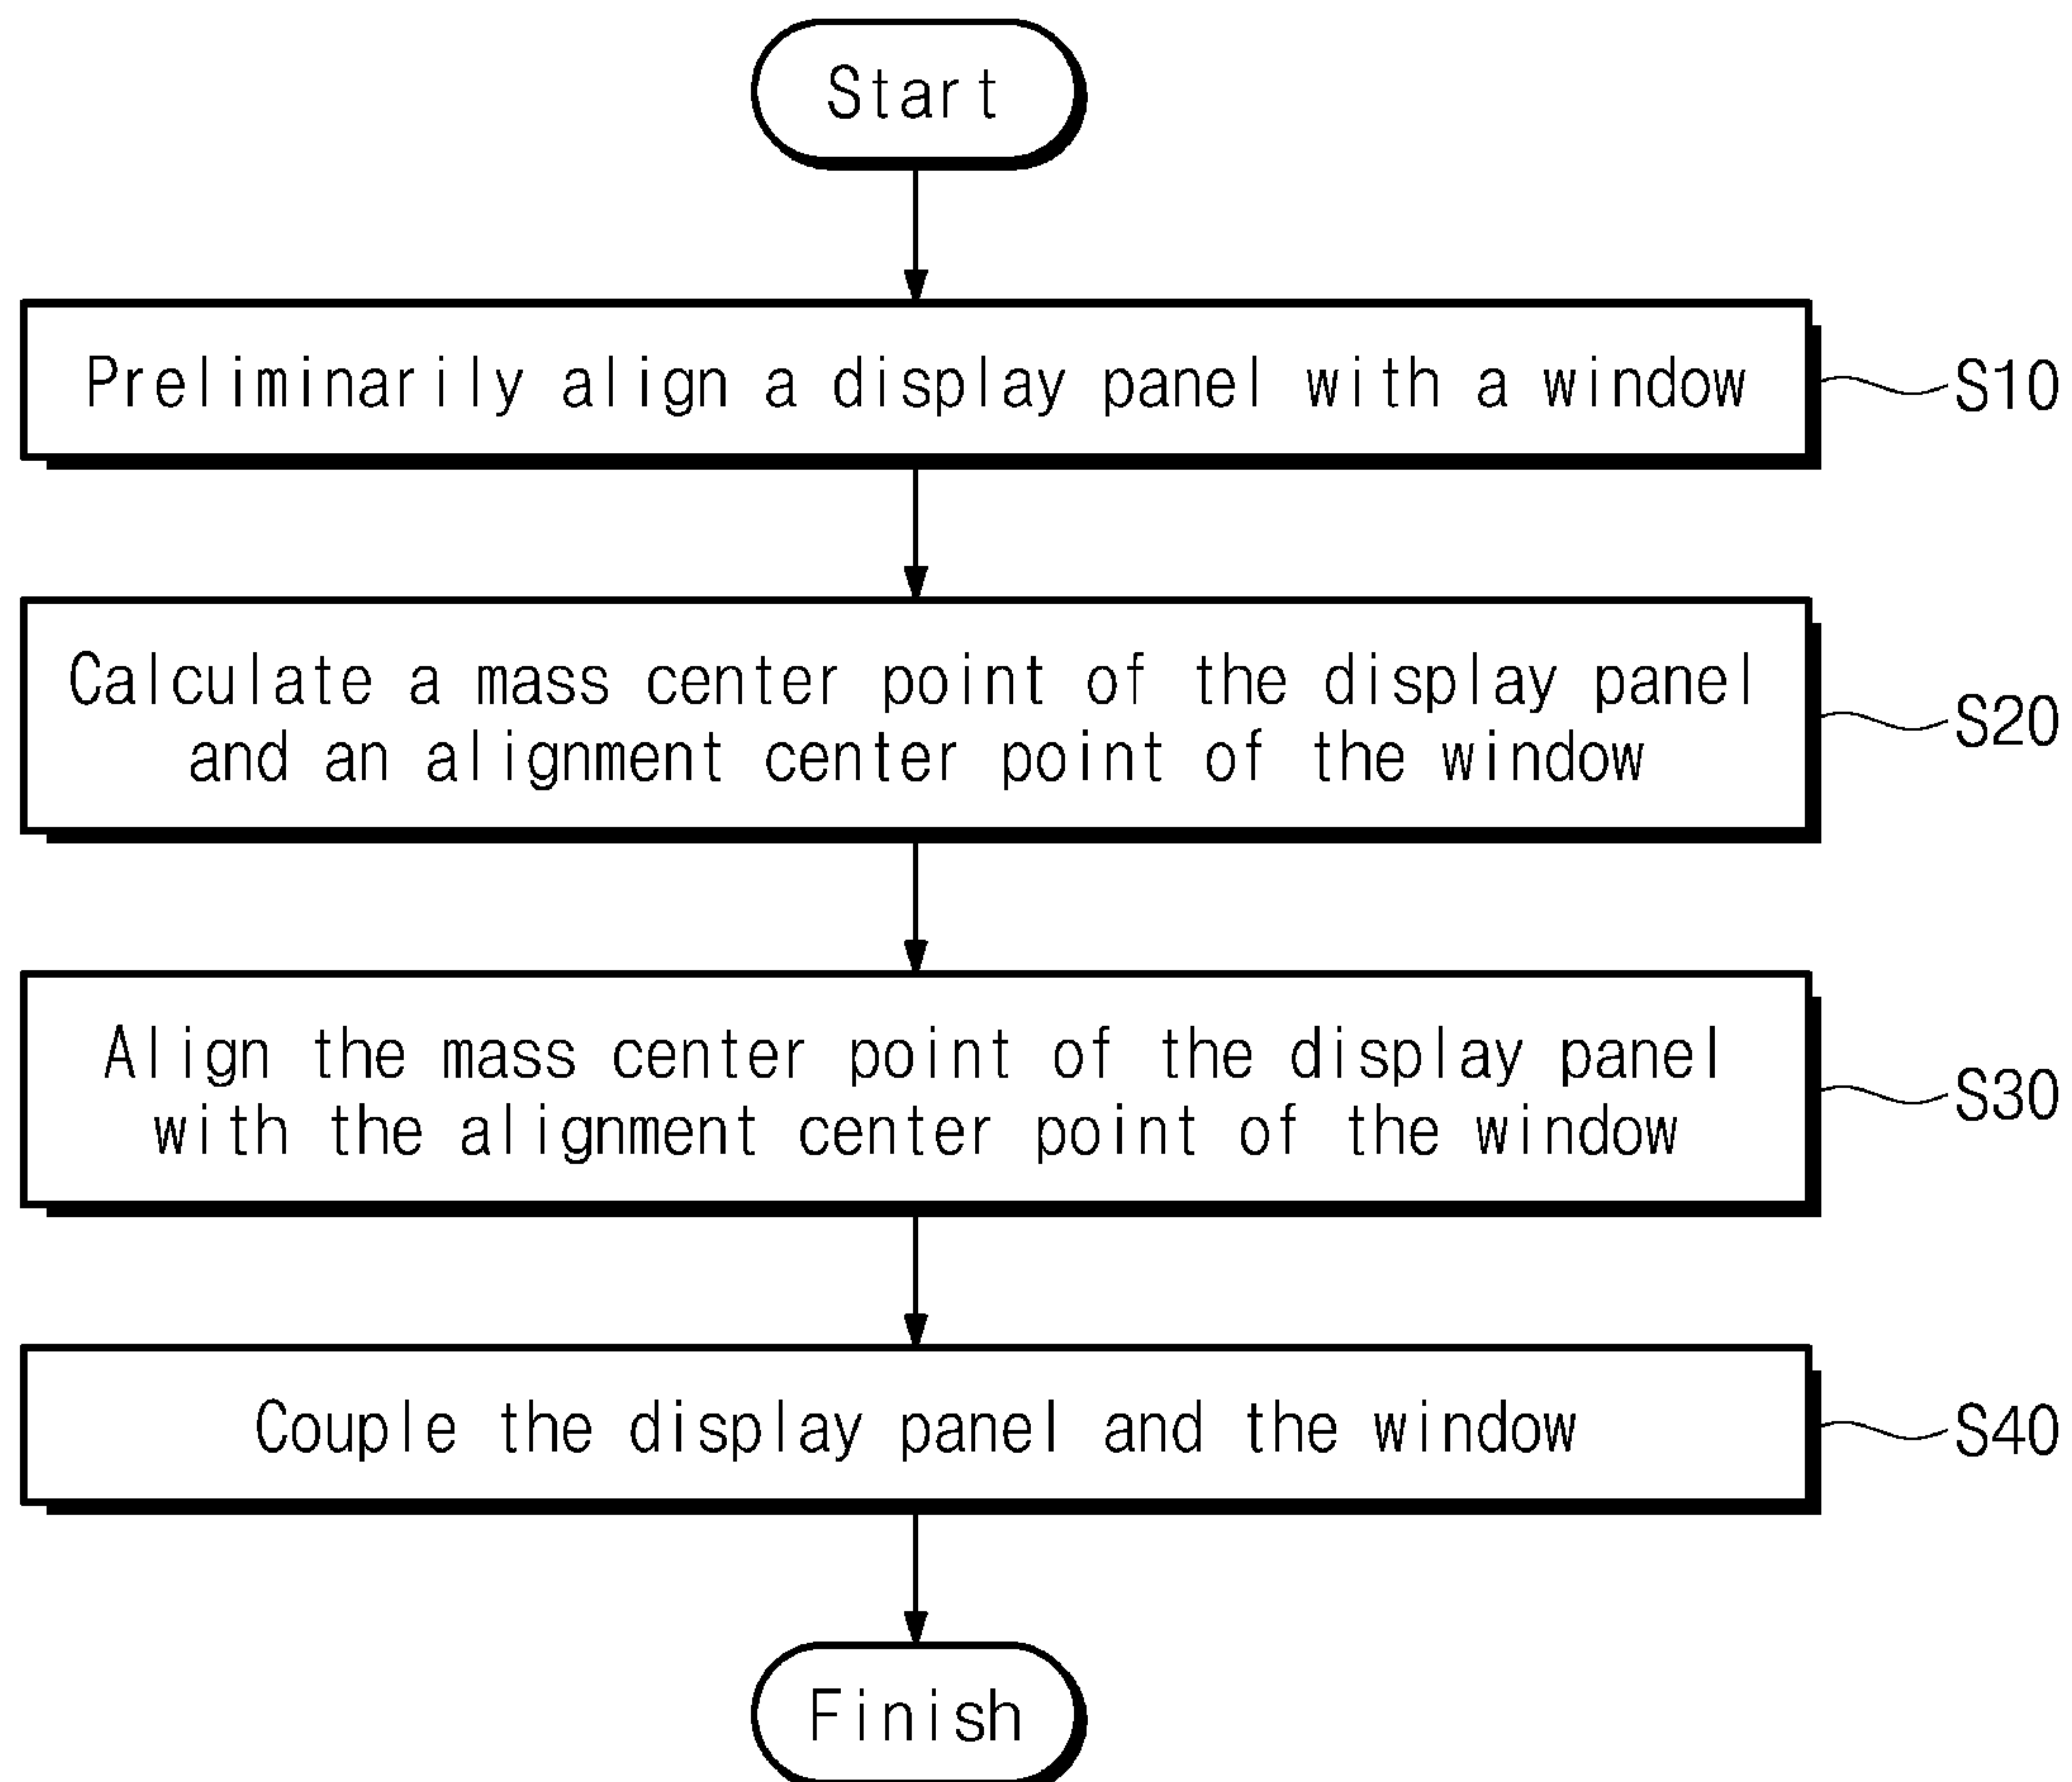 Start
Preliminarily align a display panel with a window
S10
Calculate a mass center point of the display panel
and an alignment center point of the window
S20
Align the mass center point of the display panel
with the alignment center point of the window
S30
Couple the display panel and the window
S40
Finish